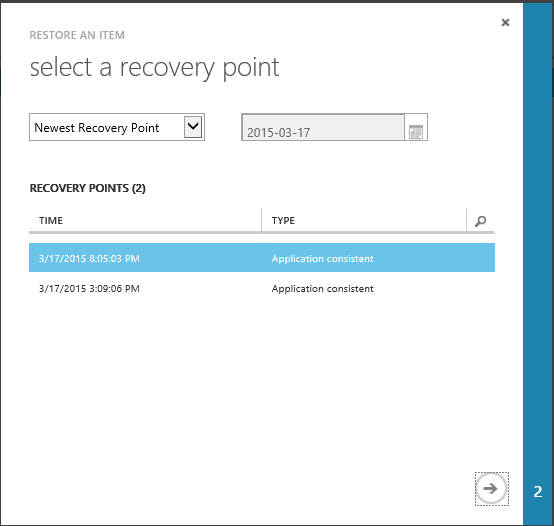 RESTORE AN ITEM
select a recovery point
Newest Recovery Point 2015-03-17
RECOVERY POINTS (2)
TIME TYPE
3/17/2015 8:05:03 PM Application consistent
3/17/2015 3:09:06 PM Application consistent
2